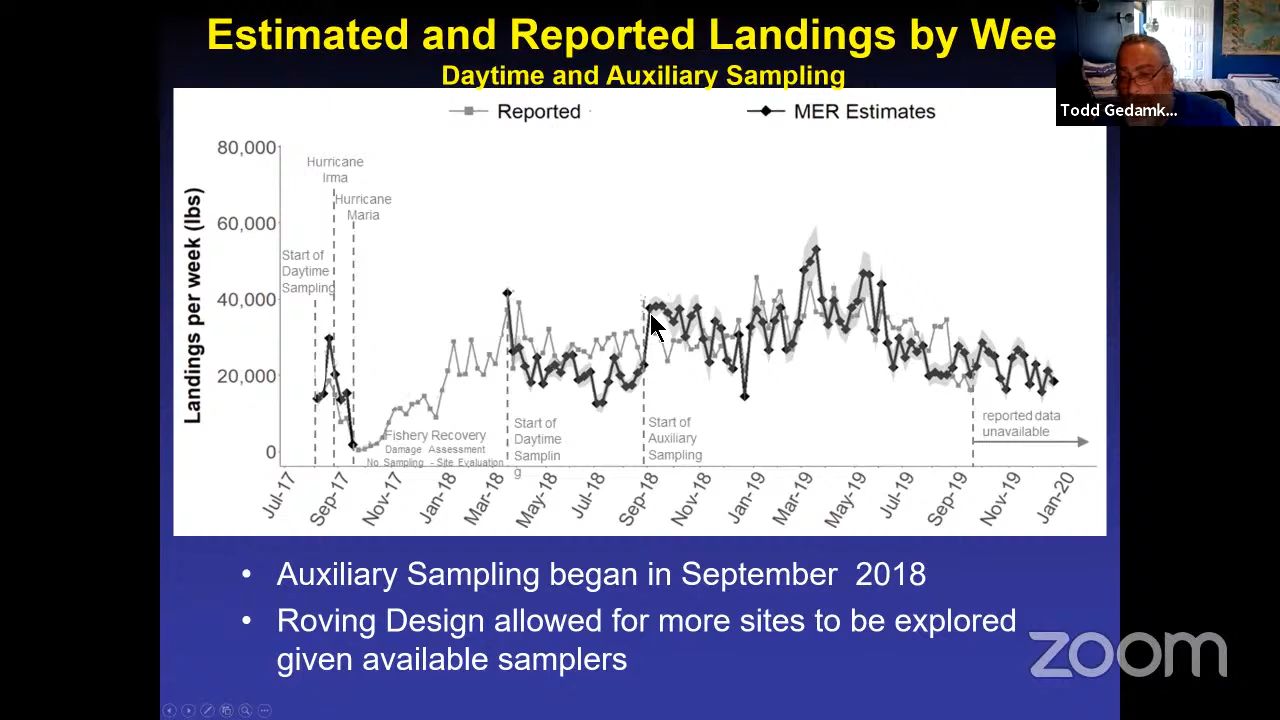 Estimated and Reported Landings by Wee
Daytime and Auxiliary Sampling
Todd Gedamk...
Reported
MER Estimates
Landings per week (lbs)
80,000
60,000
40,000
20,000
0
Hurricane
Irma
Hurricane
Maria
Start of
Daytime
Sampling
Fishery Recovery
Damage Assessment
No Sampling - Site Evaluation
Start of
Daytime
Samplin
g
Start of
Auxiliary
Sampling
reported data
unavailable
Jul-17
Sep-17
Nov-17
Jan-18
Mar-18
May-18
Jul-18
Sep-18
Nov-18
Jan-19
Mar-19
May-19
Jul-19
Sep-19
Nov-19
Jan-20
• Auxiliary Sampling began in September 2018
• Roving Design allowed for more sites to be explored
given available samplers
zoom